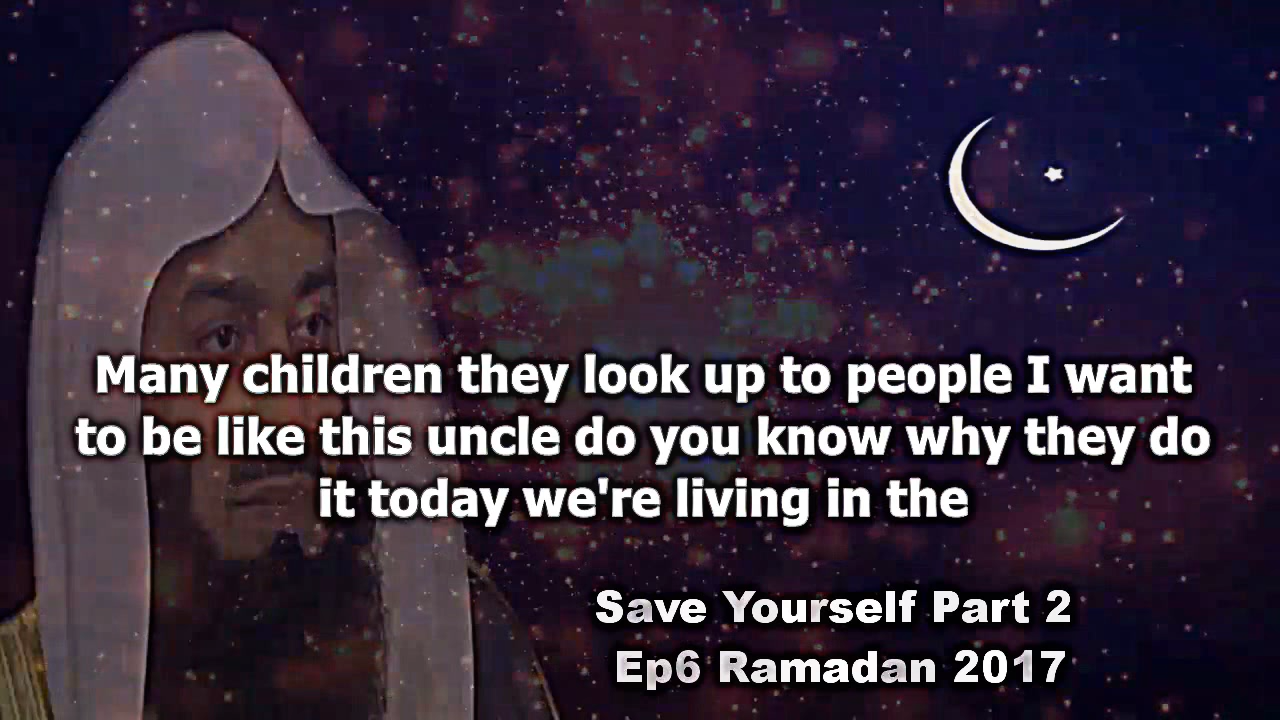 Many children they look up to people I want
to be like this uncle do you know why they do
it today we're living in the
Save Yourself Part 2
Ep6 Ramadan 2017